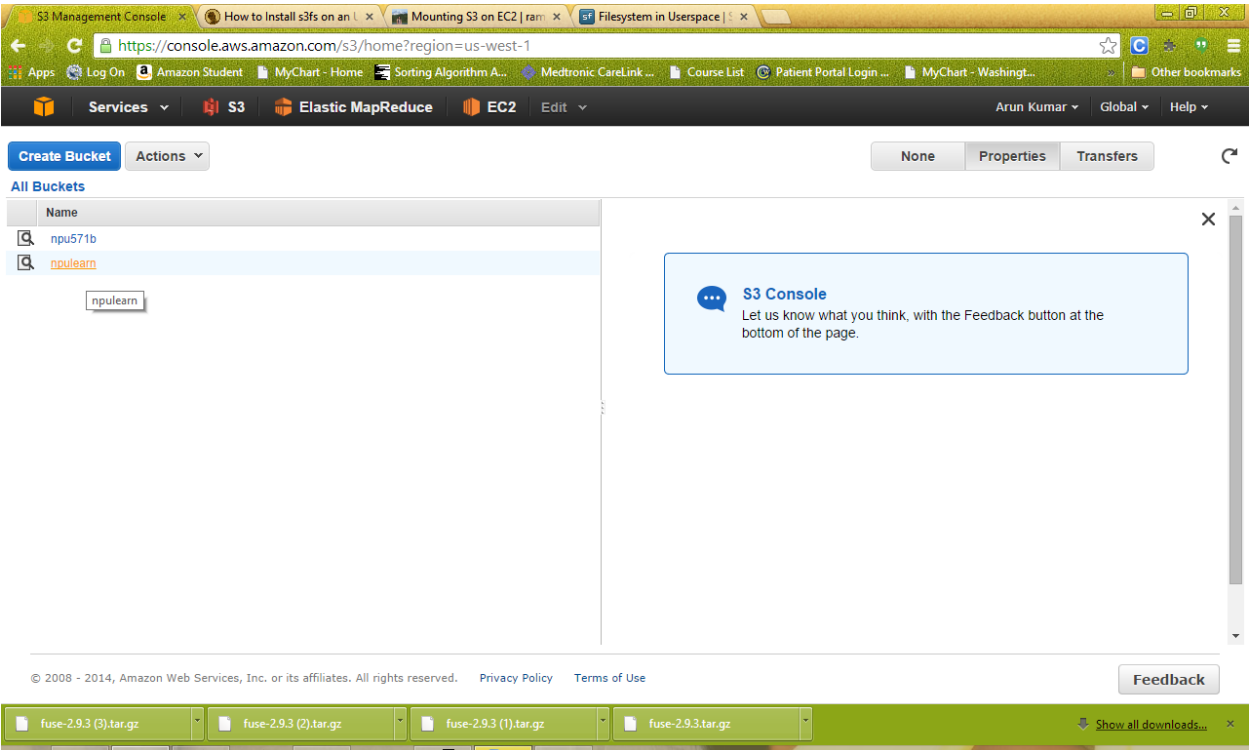 S3 Management Console
How to Install s3fs on an
Mounting S3 on EC2 | ram
sf Filesystem in Userspace |
https://console.aws.amazon.com/s3/home?region=us-west-1
Apps Log On Amazon Student MyChart - Home Sorting Algorithm A... Medtronic CareLink ... Course List Patient Portal Login ... MyChart - Washingt... » Other bookmarks
Services S3 Elastic MapReduce EC2 Edit Arun Kumar Global Help
Create Bucket Actions None Properties Transfers
All Buckets
Name
npu571b
npulearn
npulearn
S3 Console
Let us know what you think, with the Feedback button at the
bottom of the page.
© 2008 - 2014, Amazon Web Services, Inc. or its affiliates. All rights reserved. Privacy Policy Terms of Use Feedback
fuse-2.9.3 (3).tar.gz fuse-2.9.3 (2).tar.gz fuse-2.9.3 (1).tar.gz fuse-2.9.3.tar.gz Show all downloads...